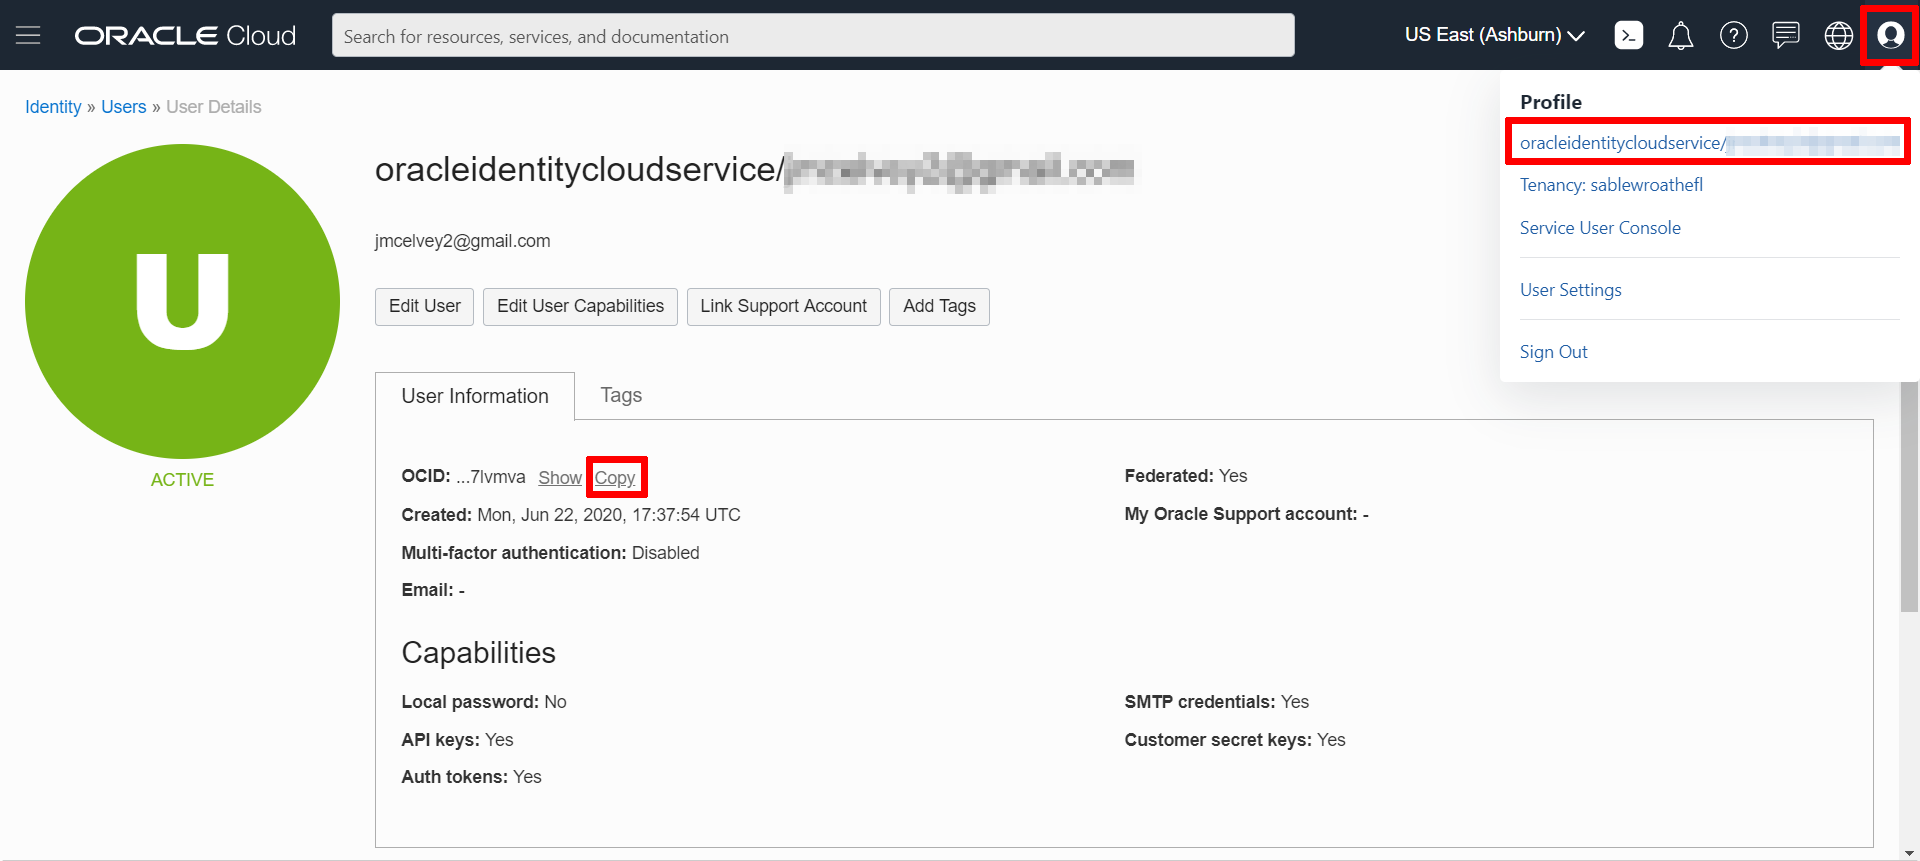 ORACLE Cloud
Search for resources, services, and documentation
US East (Ashburn)
Identity » Users » User Details
Profile
oracleidentitycloudservice/
Tenancy: sablewroathefl
Service User Console
User Settings
Sign Out
U
ACTIVE
oracleidentitycloudservice/
jmcelvey2@gmail.com
Edit User Edit User Capabilities Link Support Account Add Tags
User Information Tags
OCID: ...7lvmva Show Copy
Created: Mon, Jun 22, 2020, 17:37:54 UTC
Multi-factor authentication: Disabled
Email: -
Federated: Yes
My Oracle Support account: -
Capabilities
Local password: No
API keys: Yes
Auth tokens: Yes
SMTP credentials: Yes
Customer secret keys: Yes